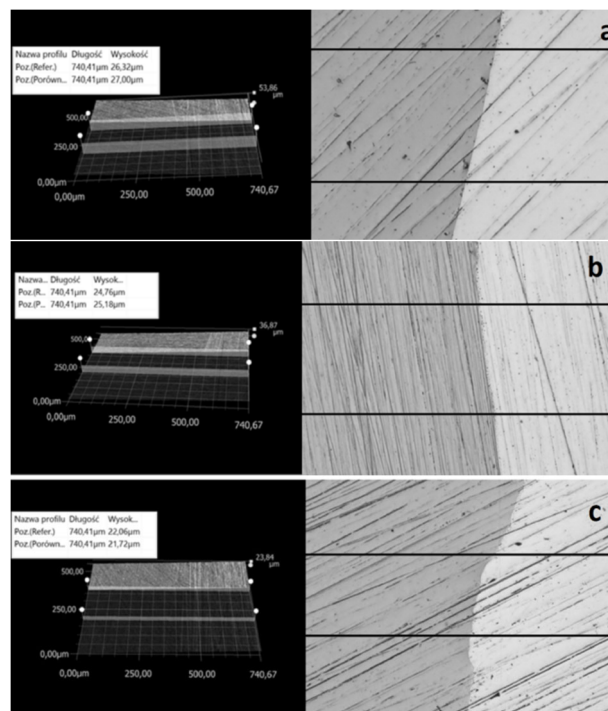 a
Nazwa profilu Długość Wysokość
Poz.(Refer.) 740,41µm 26,32µm
Poz.(Porówn... 740,41µm 27,00µm
53,86
µm
500,00
250,00
0,00µm
0,00µm 250,00 500,00 740,67
b
Nazwa... Długość Wysok...
Poz.(R... 740,41µm 24,76µm
Poz.(P... 740,41µm 25,18µm
36,87
µm
500,0
250,00
0,00µm
0,00µm 250,00 500,00 740,67
c
Nazwa profilu Długość Wysok...
Poz.(Refer.) 740,41µm 22,06µm
Poz.(Porówn... 740,41µm 21,72µm
23,84
µm
500,00
250,00
0,00µm
0,00µm 250,00 500,00 740,67